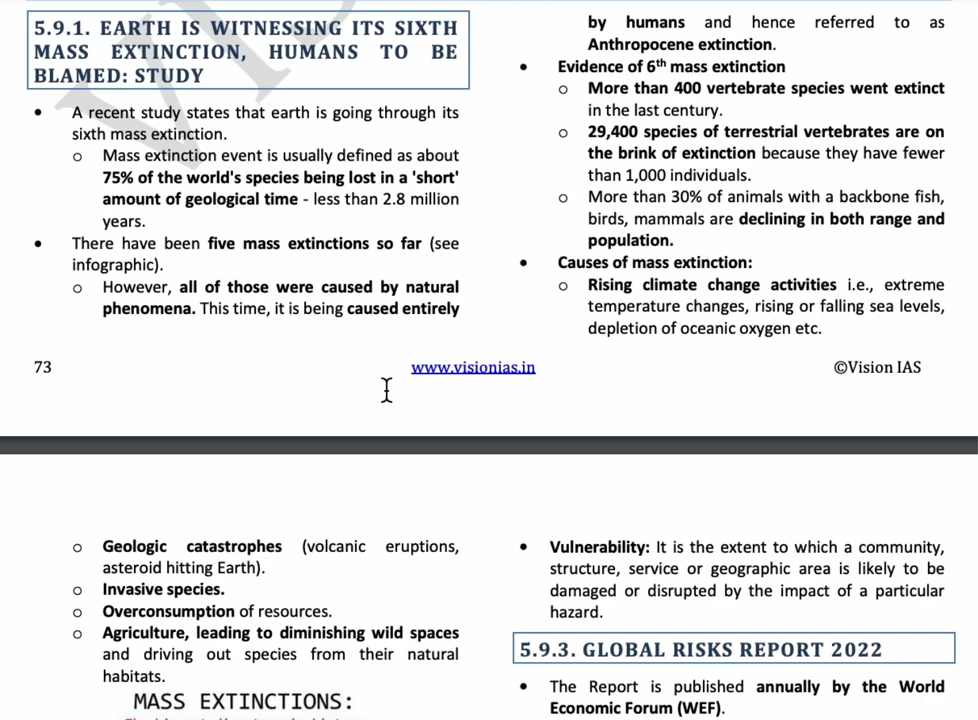 5.9.1. EARTH IS WITNESSING ITS SIXTH
MASS EXTINCTION, HUMANS TO BE
BLAMED: STUDY
• A recent study states that earth is going through its
sixth mass extinction.
o Mass extinction event is usually defined as about
75% of the world's species being lost in a 'short'
amount of geological time - less than 2.8 million
years.
• There have been five mass extinctions so far (see
infographic).
o However, all of those were caused by natural
phenomena. This time, it is being caused entirely
by humans and hence referred to as
Anthropocene extinction.
• Evidence of 6th mass extinction
o More than 400 vertebrate species went extinct
in the last century.
o 29,400 species of terrestrial vertebrates are on
the brink of extinction because they have fewer
than 1,000 individuals.
o More than 30% of animals with a backbone fish,
birds, mammals are declining in both range and
population.
• Causes of mass extinction:
o Rising climate change activities i.e., extreme
temperature changes, rising or falling sea levels,
depletion of oceanic oxygen etc.
73 www.visionias.in ©Vision IAS
o Geologic catastrophes (volcanic eruptions,
asteroid hitting Earth).
o Invasive species.
o Overconsumption of resources.
o Agriculture, leading to diminishing wild spaces
and driving out species from their natural
habitats.
MASS EXTINCTIONS:
• Vulnerability: It is the extent to which a community,
structure, service or geographic area is likely to be
damaged or disrupted by the impact of a particular
hazard.
5.9.3. GLOBAL RISKS REPORT 2022
• The Report is published annually by the World
Economic Forum (WEF).